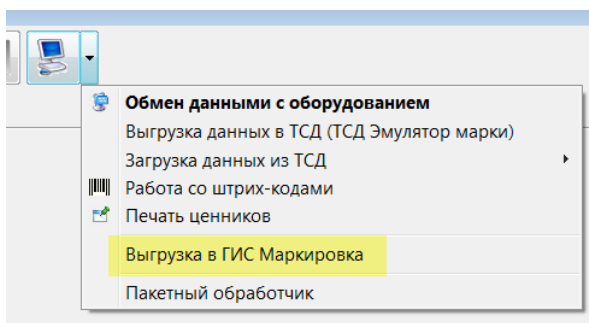 Обмен данными с оборудованием
Выгрузка данных в ТСД (ТСД Эмулятор марки)
Загрузка данных из ТСД
Работа со штрих-кодами
Печать ценников
Выгрузка в ГИС Маркировка
Пакетный обработчик